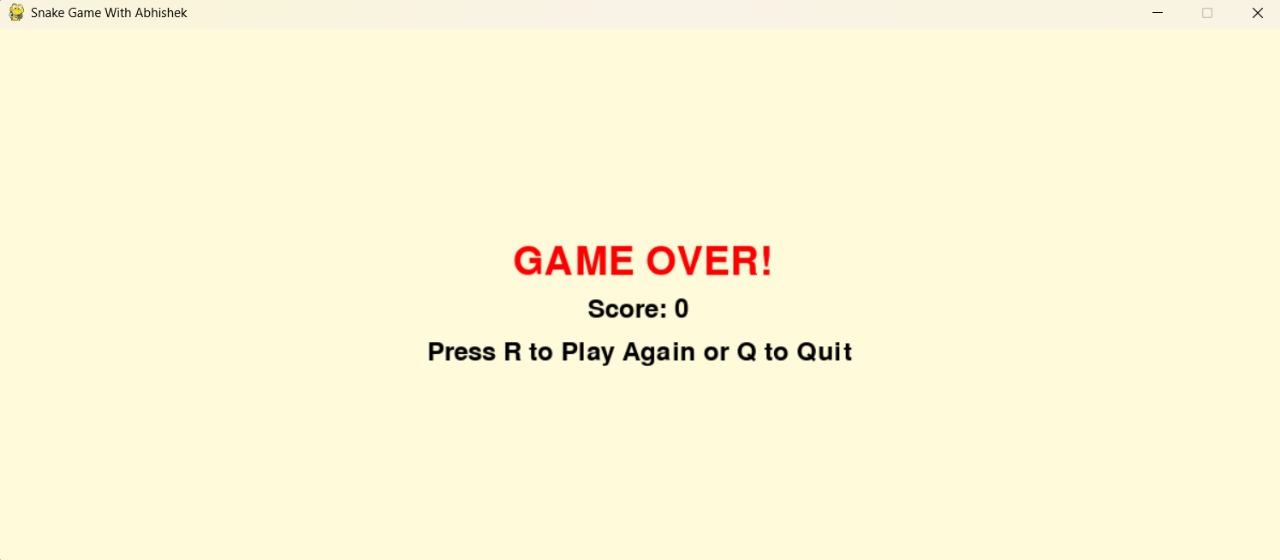 Snake Game With Abhishek
GAME OVER!
Score: 0
Press R to Play Again or Q to Quit